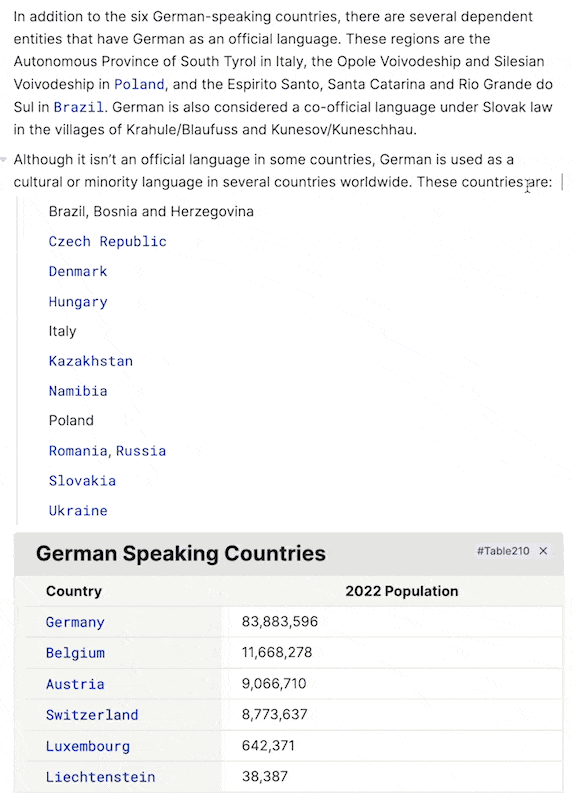 In addition to the six German-speaking countries, there are several dependent
entities that have German as an official language. These regions are the
Autonomous Province of South Tyrol in Italy, the Opole Voivodeship and Silesian
Voivodeship in Poland, and the Espirito Santo, Santa Catarina and Rio Grande do
Sul in Brazil. German is also considered a co-official language under Slovak law
in the villages of Krahule/Blaufuss and Kunesov/Kuneschhau.
Although it isn't an official language in some countries, German is used as a
cultural or minority language in several countries worldwide. These countries are:
Brazil, Bosnia and Herzegovina
Czech Republic
Denmark
Hungary
Italy
Kazakhstan
Namibia
Poland
Romania, Russia
Slovakia
Ukraine
German Speaking Countries #Table210 ×
Country 2022 Population
Germany 83,883,596
Belgium 11,668,278
Austria 9,066,710
Switzerland 8,773,637
Luxembourg 642,371
Liechtenstein 38,387